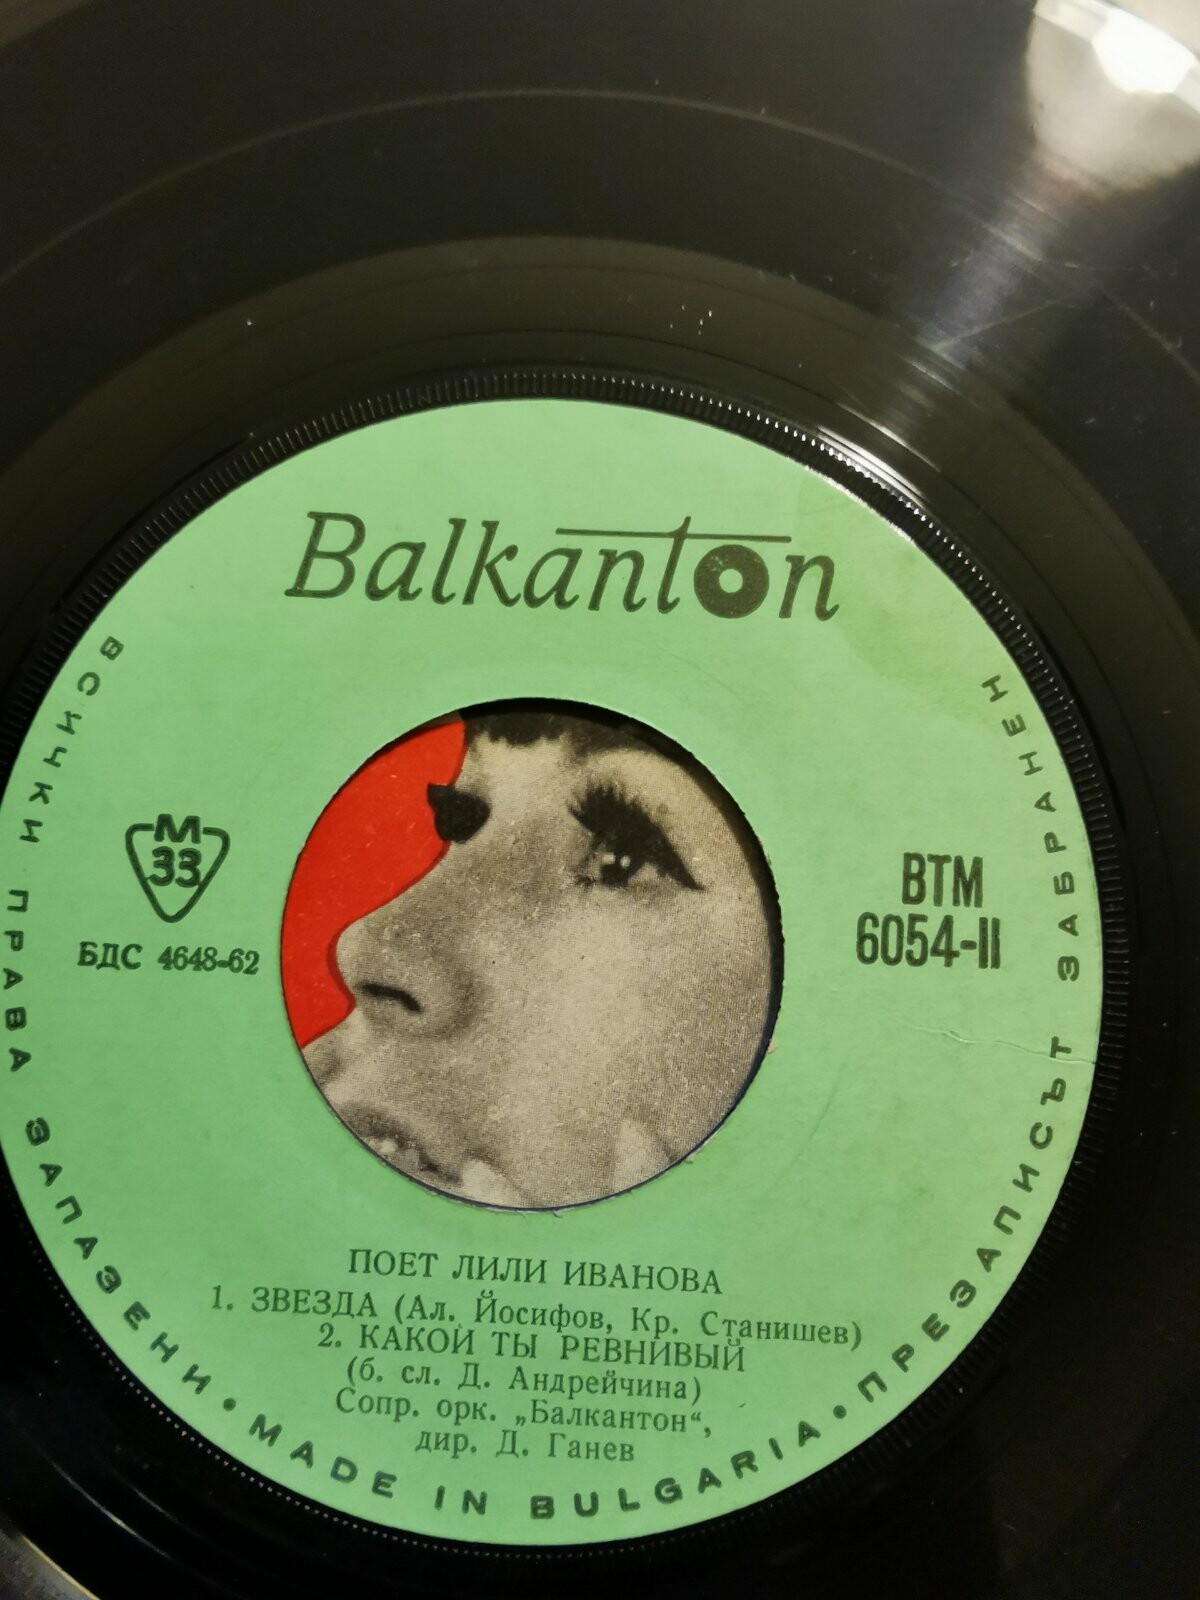 Balkanton
М
33
БДС 4648-62
ВТМ
6054-II
ПОЕТ ЛИЛИ ИВАНОВА
1. ЗВЕЗДА (Ал. Йосифов, Кр. Станишев)
2. КАКОЙ ТЫ РЕВНИВЫЙ
(б. сл. Д. Андрейчина)
Сопр. орк. „Балкантон“,
дир. Д. Ганев
ВСИЧКИ ПРАВА ЗАПАЗЕНИ • MADE IN BULGARIA • ПРЕЗАПИСЪТ ЗАБРАНЕН